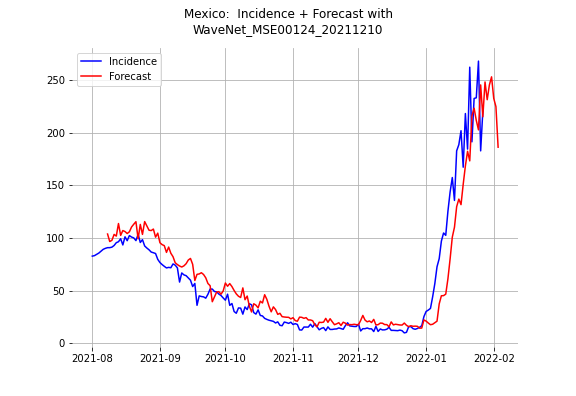 Mexico:  Incidence + Forecast with
WaveNet_MSE00124_20211210
Incidence
Forecast
250
200
150
100
50
0
2021-08 2021-09 2021-10 2021-11 2021-12 2022-01 2022-02